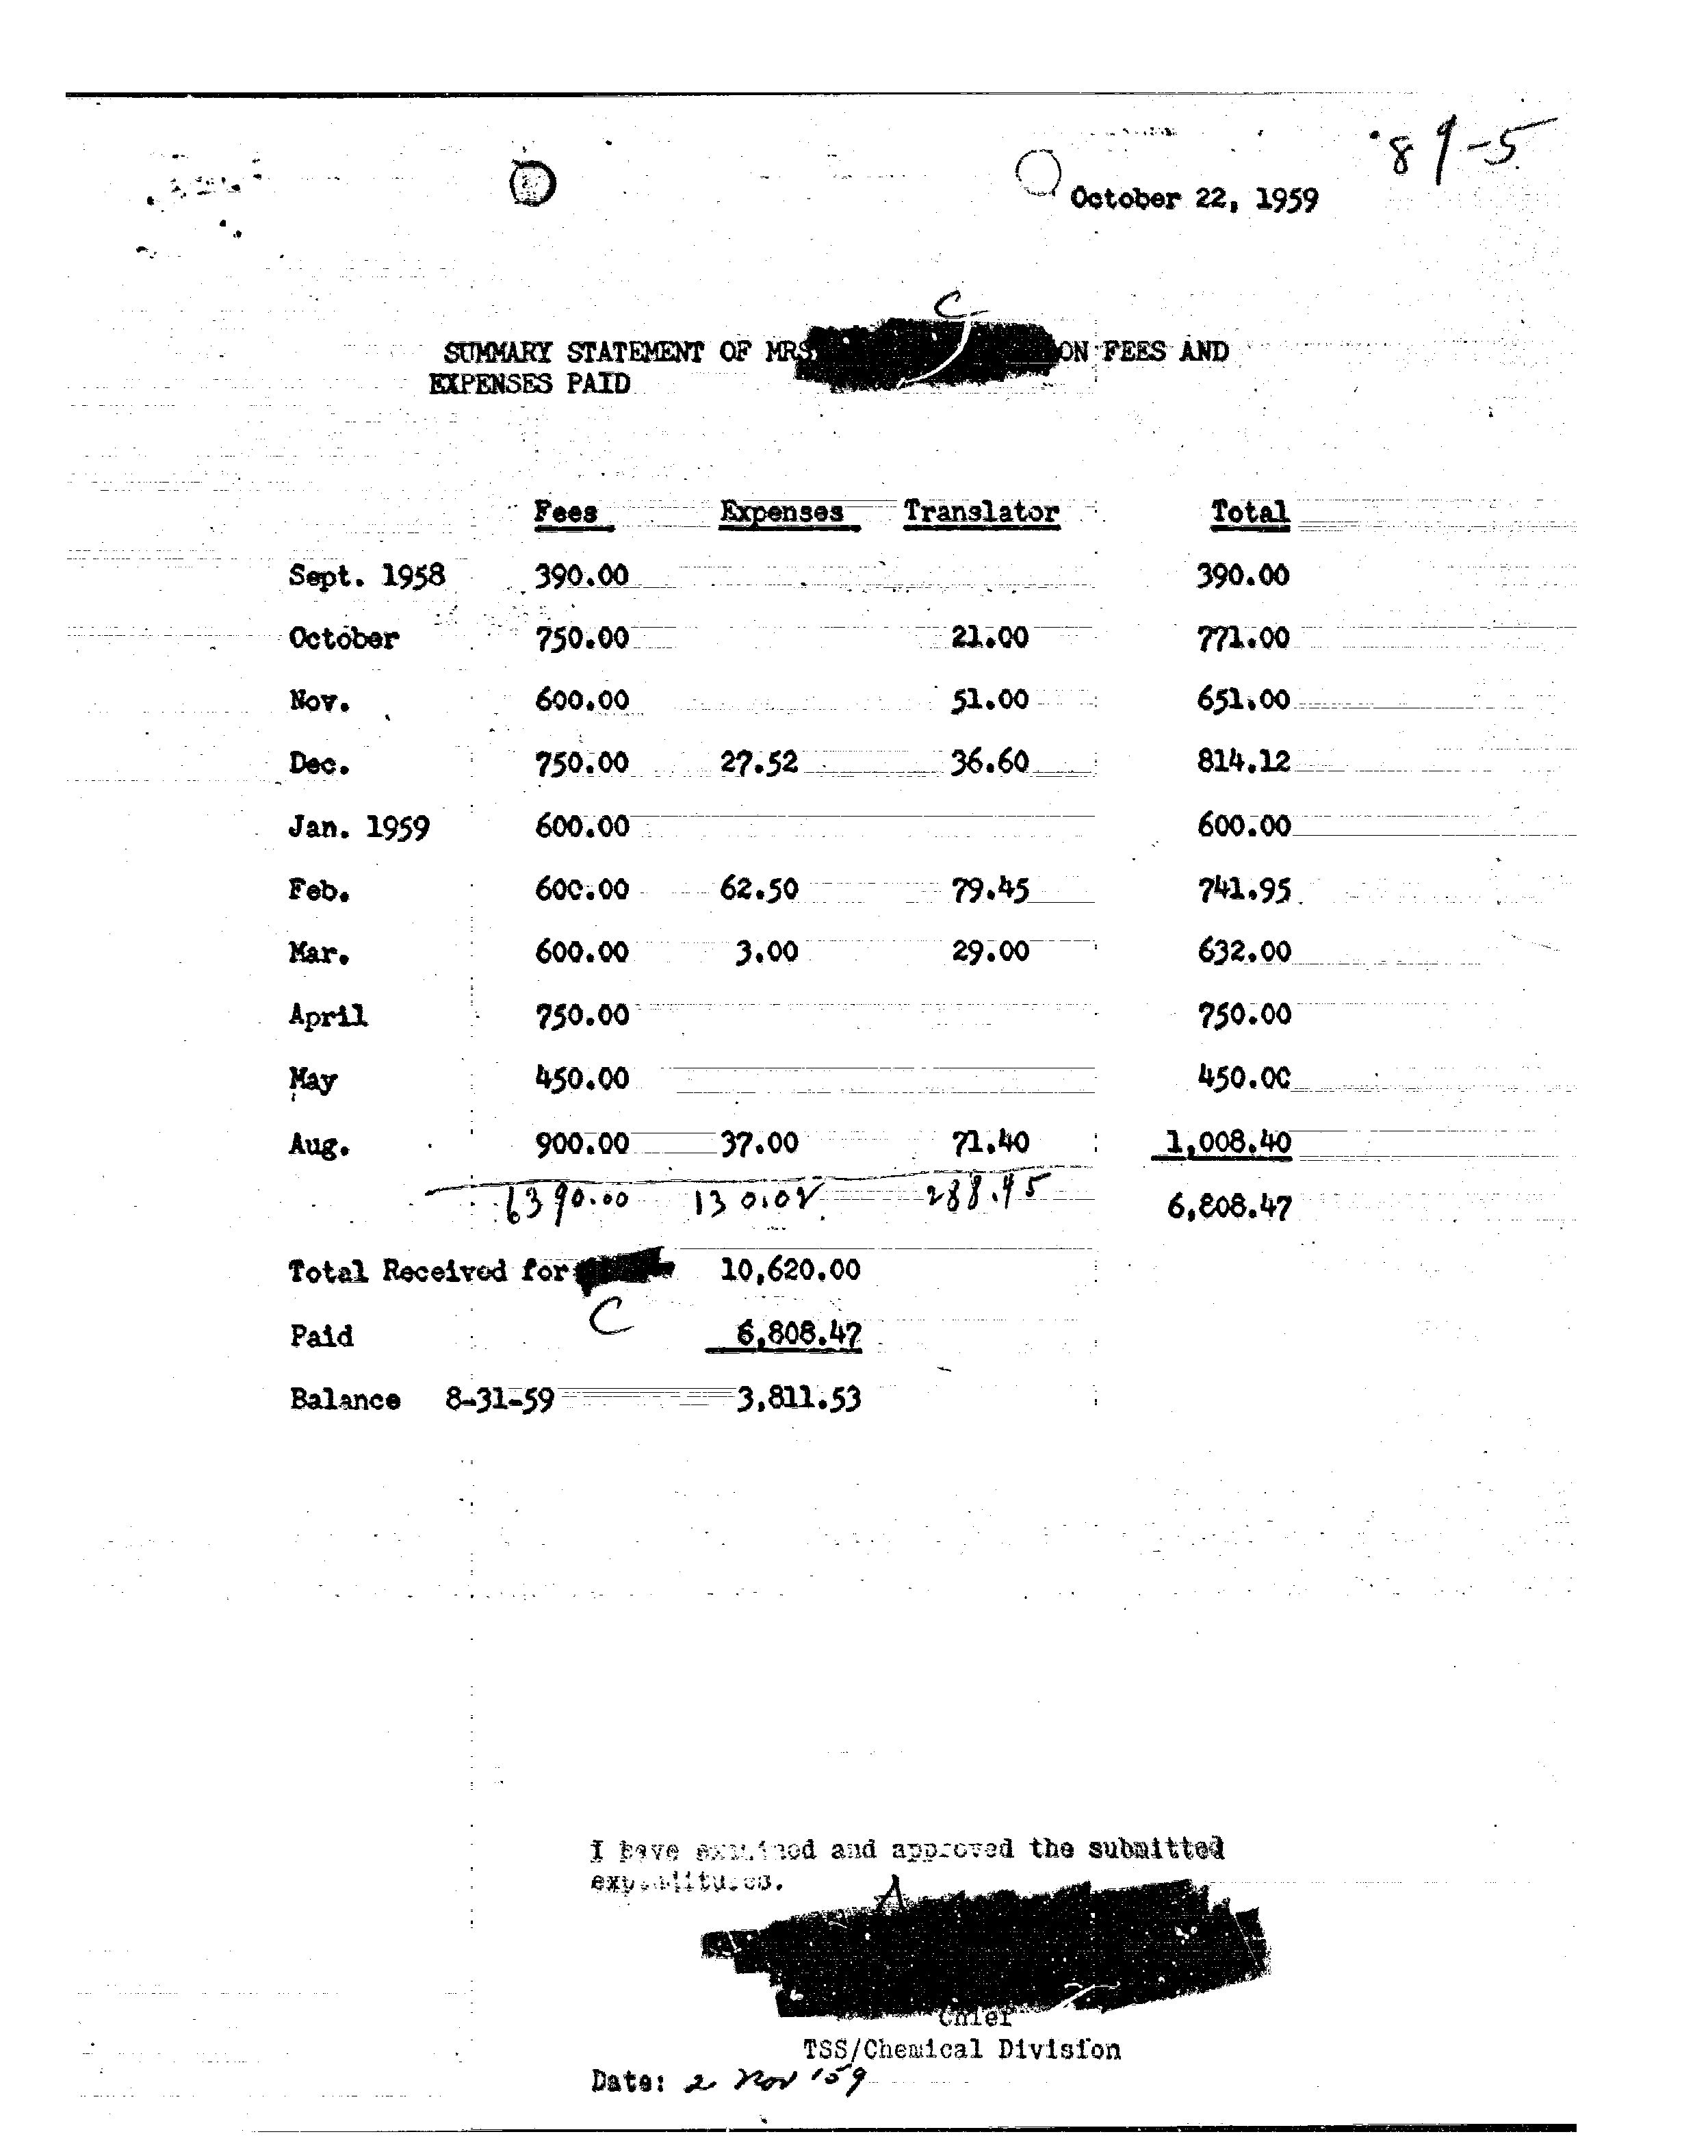 89-5
October 22, 1959
C
SUMMARY STATEMENT OF MRS. ON FEES AND
EXPENSES PAID
Fees Expenses Translator Total
Sept. 1958 390.00 390.00
October 750.00 21.00 771.00
Nov. 600.00 51.00 651.00
Dec. 750.00 27.52 36.60 814.12
Jan. 1959 600.00 600.00
Feb. 600.00 62.50 79.45 741.95
Mar. 600.00 3.00 29.00 632.00
April 750.00 750.00
May 450.00 450.00
Aug. 900.00 37.00 71.40 1,008.40
6390.00 130.02 288.45 6,808.47
Total Received for 10,620.00
C
Paid 6,808.47
Balance 8-31-59 3,811.53
I have examined and approved the submitted
expenditures.
A
Chief
TSS/Chemical Division
Date: 2 Nov '59